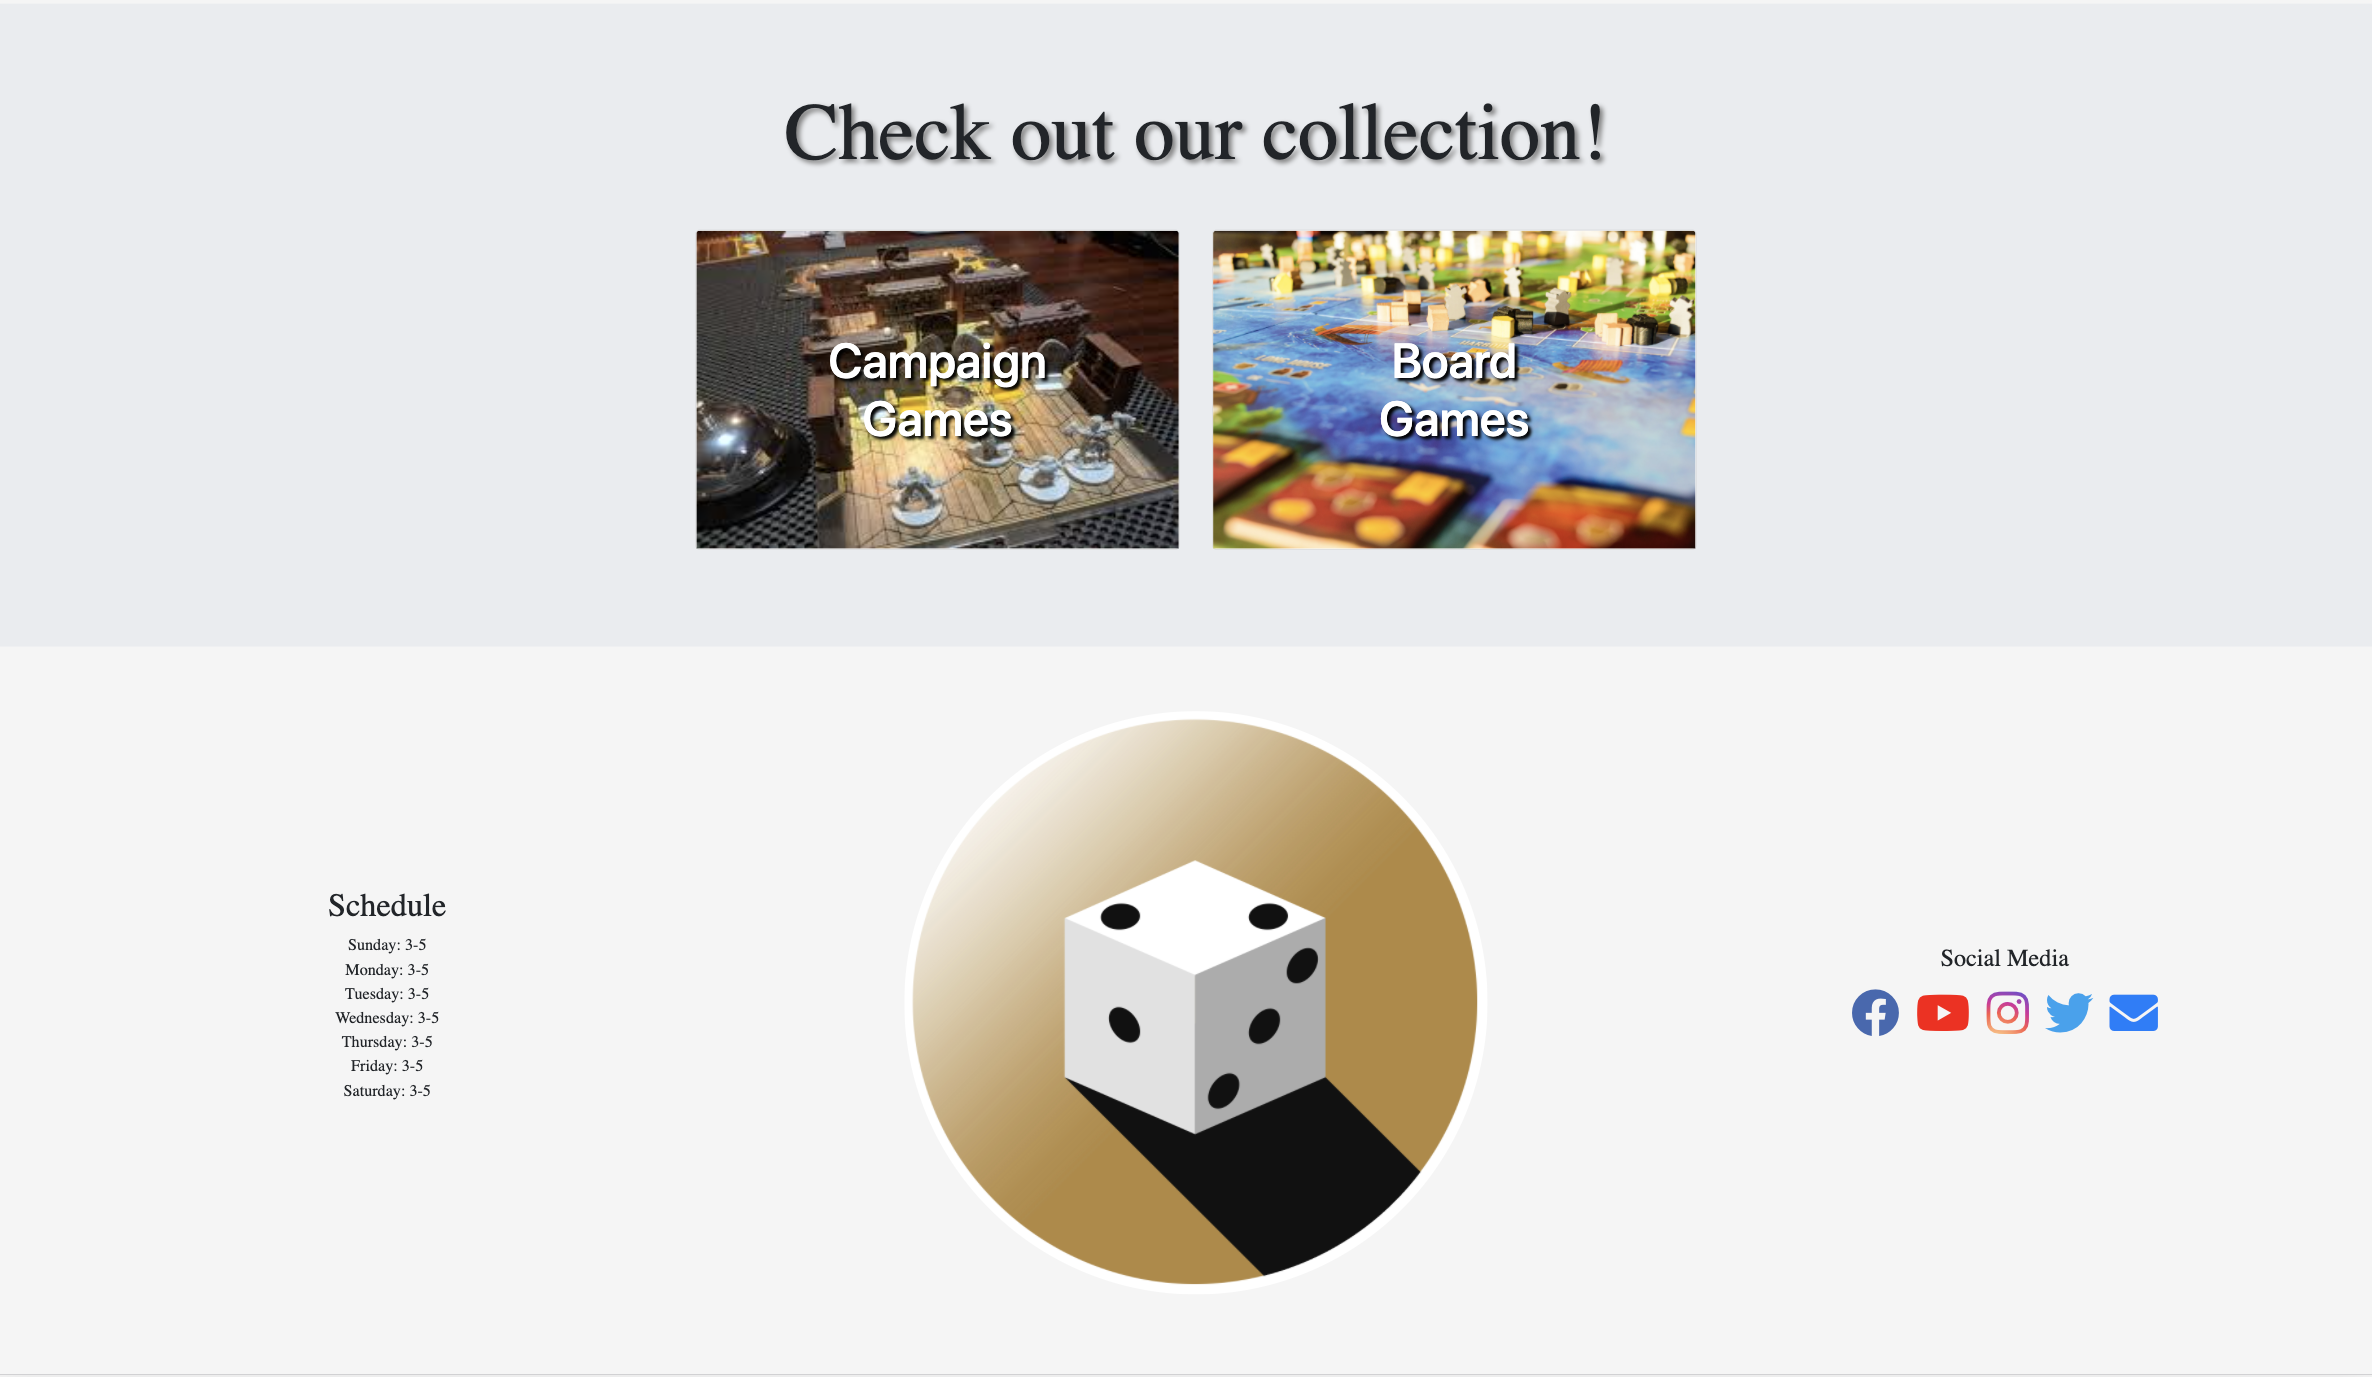 Check out our collection!
Campaign
Games
Board
Games
Schedule
Sunday: 3-5
Monday: 3-5
Tuesday: 3-5
Wednesday: 3-5
Thursday: 3-5
Friday: 3-5
Saturday: 3-5
Social Media